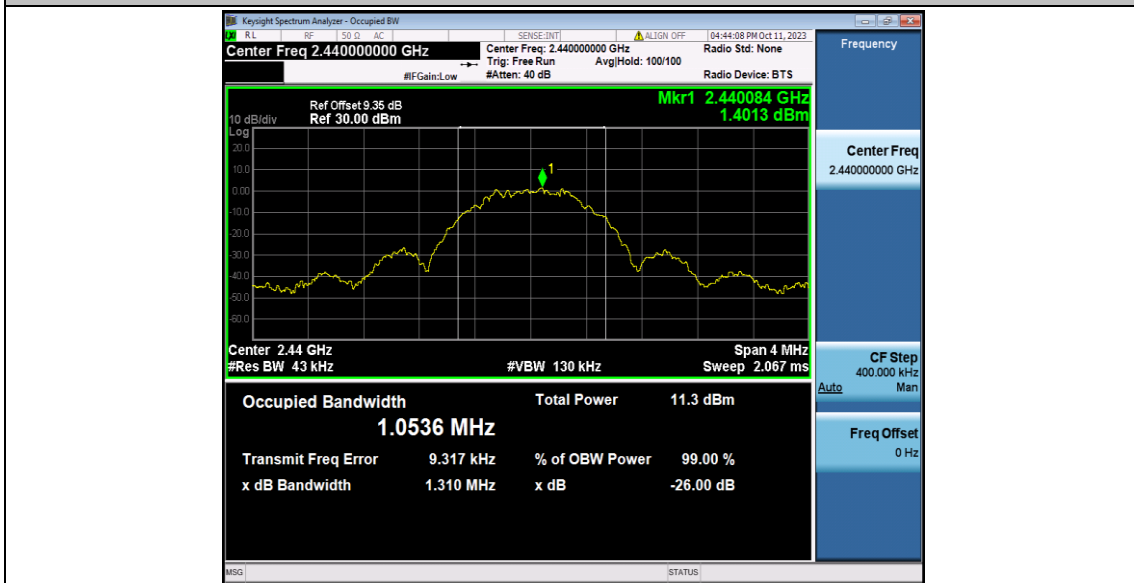 Keysight Spectrum Analyzer - Occupied BW
RL RF 50 Ω AC SENSE:INT ALIGN OFF 04:44:08 PM Oct 11, 2023
Center Freq 2.440000000 GHz
Center Freq: 2.440000000 GHz Radio Std: None
Trig: Free Run Avg|Hold: 100/100
#IFGain:Low #Atten: 40 dB Radio Device: BTS
Mkr1 2.440084 GHz
1.4013 dBm
Ref Offset 9.35 dB
10 dB/div Ref 30.00 dBm
Log
20.0
10.0
1
0.00
-10.0
-20.0
-30.0
-40.0
-50.0
-60.0
Center 2.44 GHz Span 4 MHz
#Res BW 43 kHz #VBW 130 kHz Sweep 2.067 ms
Occupied Bandwidth Total Power 11.3 dBm
1.0536 MHz
Transmit Freq Error 9.317 kHz % of OBW Power 99.00 %
x dB Bandwidth 1.310 MHz x dB -26.00 dB
MSG STATUS
Frequency
Center Freq
2.440000000 GHz
CF Step
400.000 kHz
Auto Man
Freq Offset
0 Hz